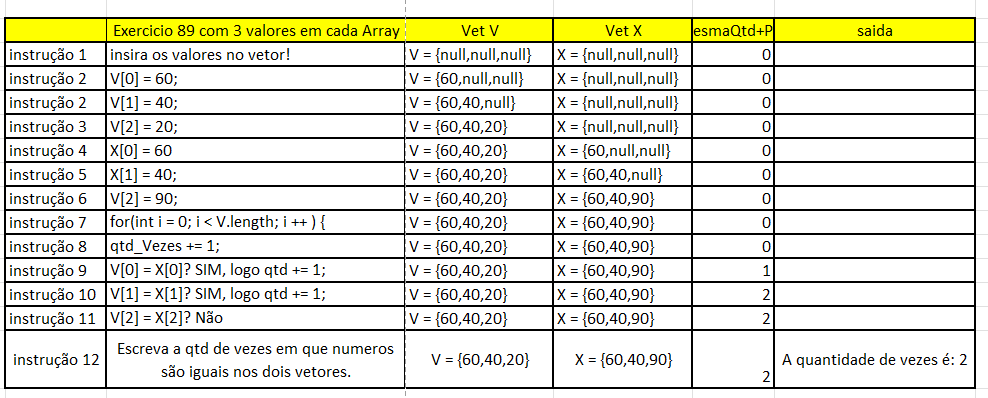 Exercicio 89 com 3 valores em cada Array Vet V Vet X esmaQtd+P saida
instrução 1 insira os valores no vetor! V = {null,null,null} X = {null,null,null} 0
instrução 2 V[0] = 60; V = {60,null,null} X = {null,null,null} 0
instrução 2 V[1] = 40; V = {60,40,null} X = {null,null,null} 0
instrução 3 V[2] = 20; V = {60,40,20} X = {null,null,null} 0
instrução 4 X[0] = 60 V = {60,40,20} X = {60,null,null} 0
instrução 5 X[1] = 40; V = {60,40,20} X = {60,40,null} 0
instrução 6 V[2] = 90; V = {60,40,20} X = {60,40,90} 0
instrução 7 for(int i = 0; i < V.length; i ++ ) { V = {60,40,20} X = {60,40,90} 0
instrução 8 qtd_Vezes += 1; V = {60,40,20} X = {60,40,90} 0
instrução 9 V[0] = X[0]? SIM, logo qtd += 1; V = {60,40,20} X = {60,40,90} 1
instrução 10 V[1] = X[1]? SIM, logo qtd += 1; V = {60,40,20} X = {60,40,90} 2
instrução 11 V[2] = X[2]? Não V = {60,40,20} X = {60,40,90} 2
instrução 12 Escreva a qtd de vezes em que numeros
são iguais nos dois vetores. V = {60,40,20} X = {60,40,90} 2 A quantidade de vezes é: 2